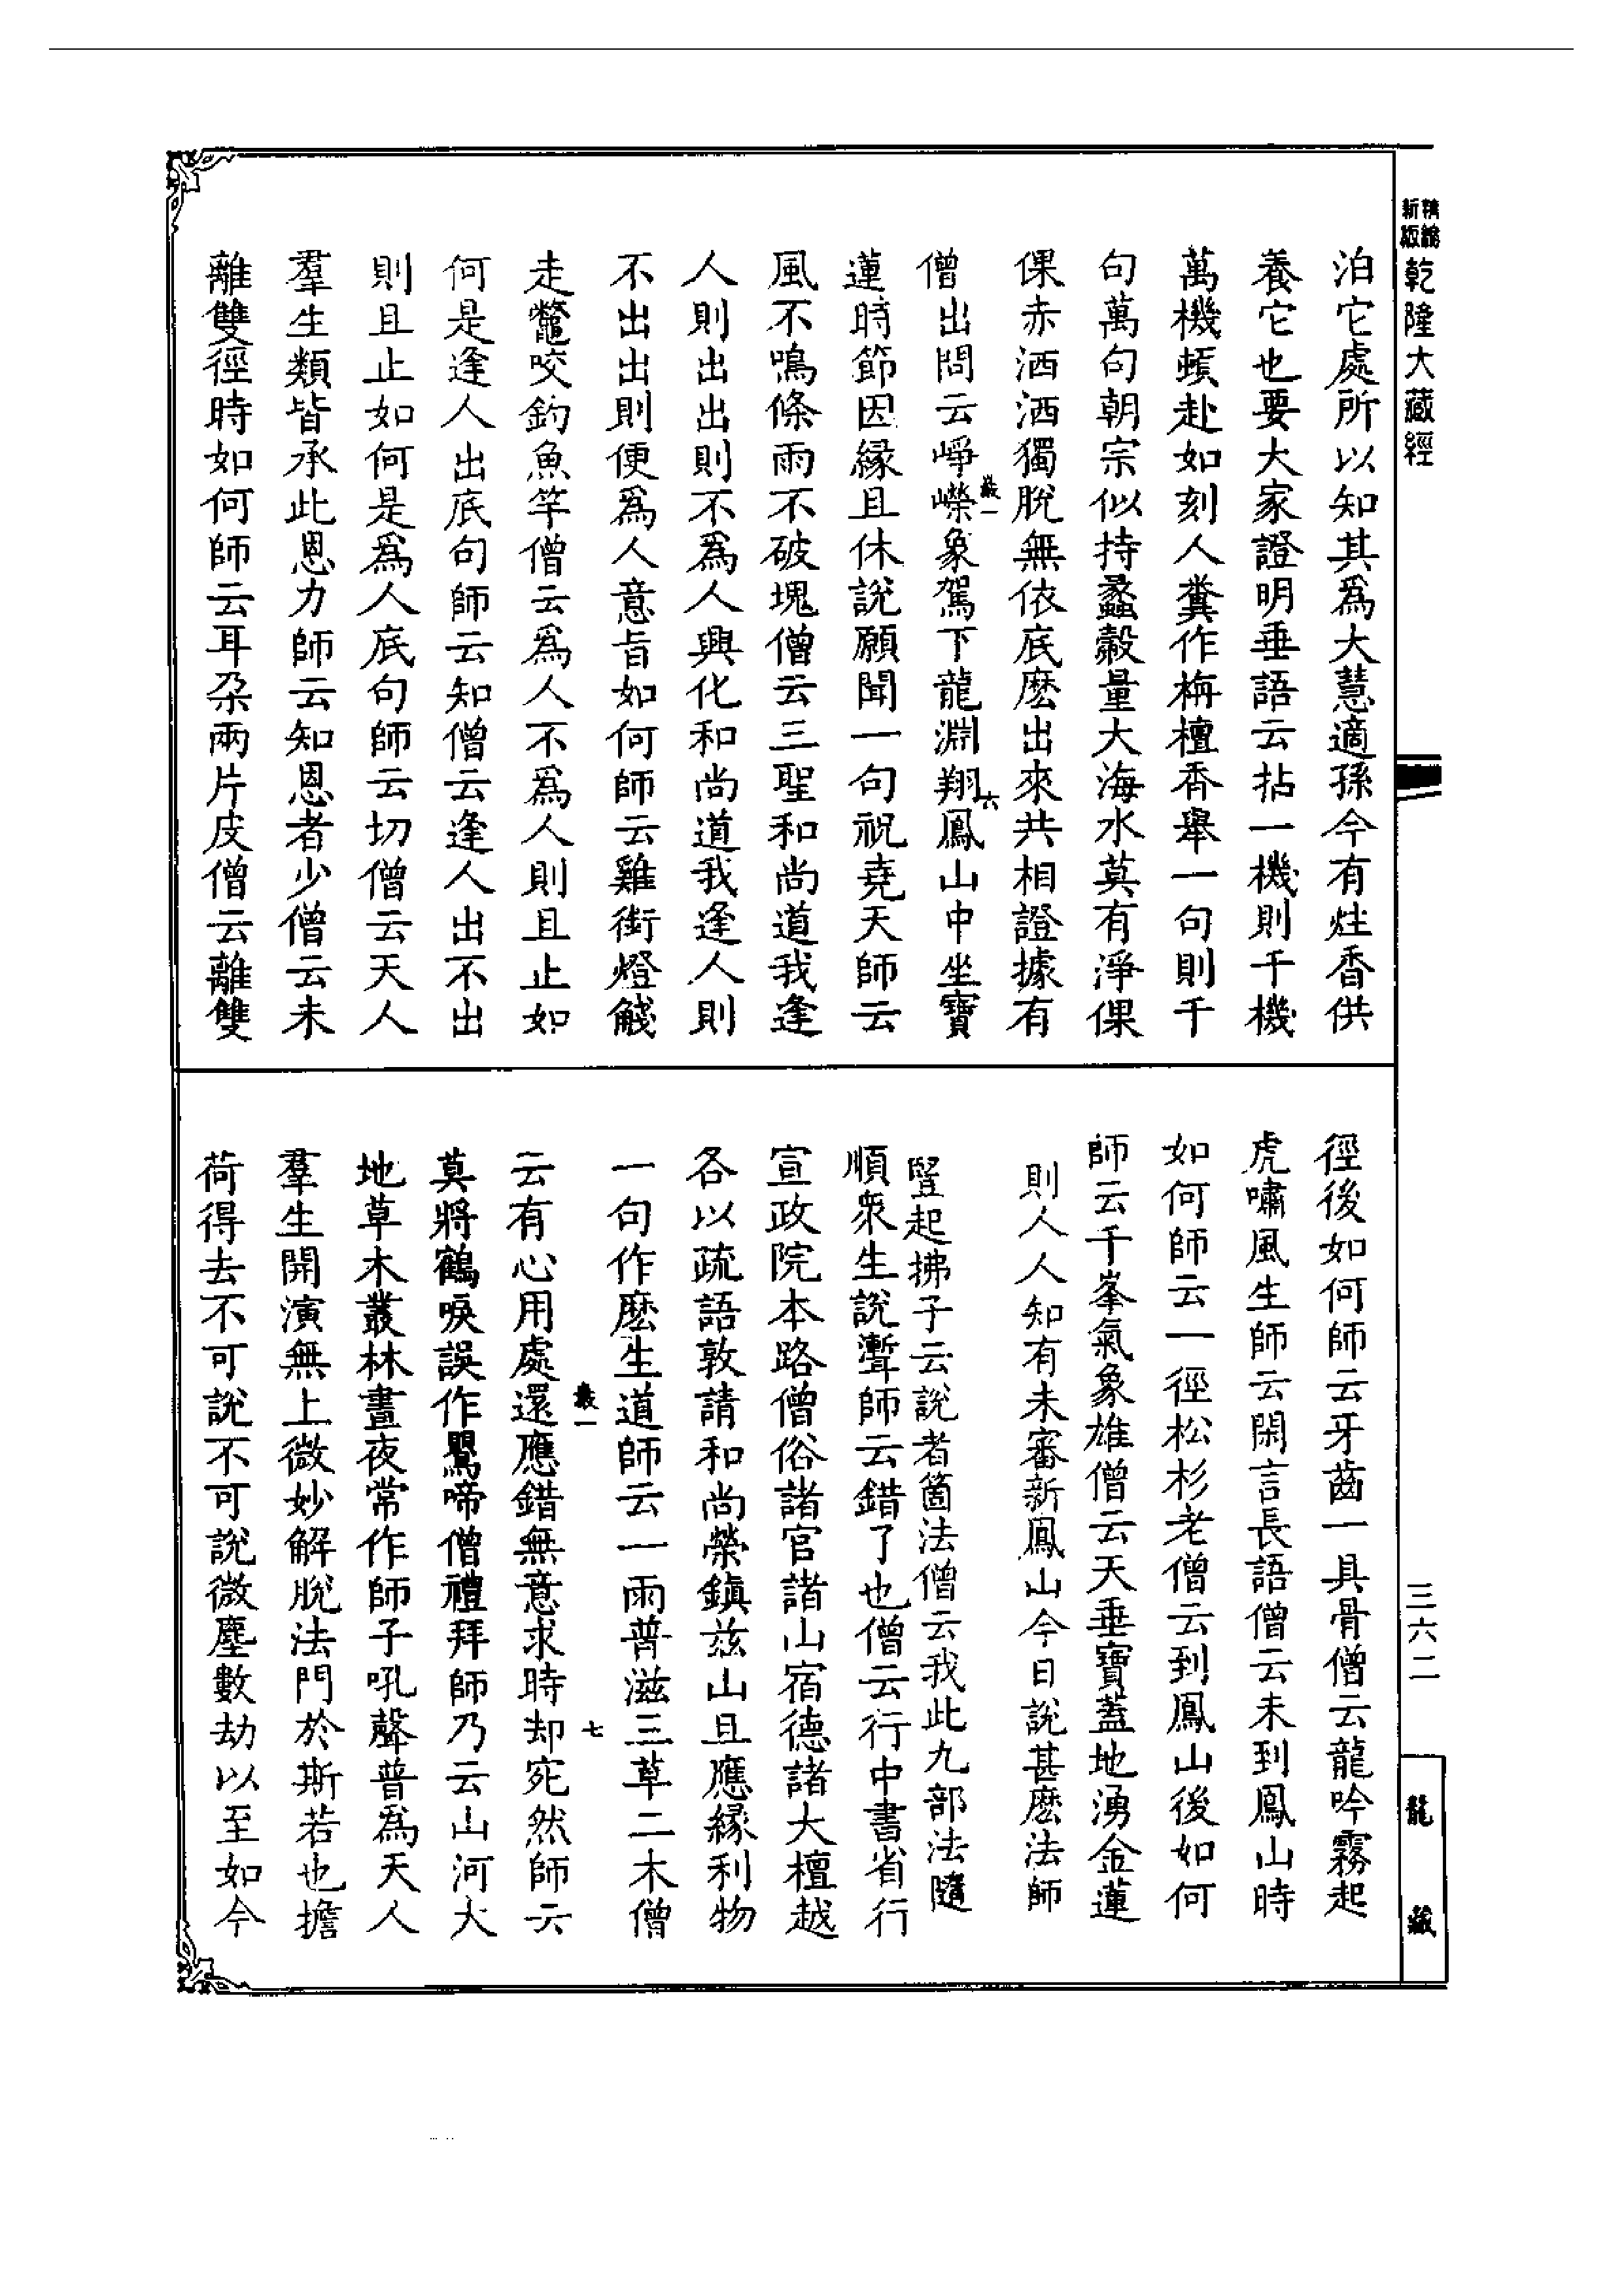 精縮
新版
乾隆大藏經
泊它處所以知其爲大慧適孫今有炷香供
養它也要大家證明垂語云拈一機則千機
萬機頓赴如刻人糞作栴檀香舉一句則千
句萬句朝宗似持蠡轂量大海水莫有淨倮
倮赤洒洒獨脫無依底麽出來共相證據有
巖一
六
僧出問云崢嶸象駕下龍淵翔鳳山中坐寶
蓮時節因緣且休說願聞一句祝堯天師云
風不鳴條雨不破塊僧云三聖和尚道我逢
人則出出則不爲人興化和尚道我逢人則
不出出則便爲人意旨如何師云雞銜燈盞
走鼈咬釣魚竿僧云爲人不爲人則且止如
何是逢人出底句師云知僧云逢人出不出
則且止如何是爲人底句師云切僧云天人
羣生類皆承此恩力師云知恩者少僧云未
離雙徑時如何師云耳朶兩片皮僧云離雙
徑後如何師云牙齒一具骨僧云龍吟霧起
虎嘯風生師云閑言長語僧云未到鳳山時
如何師云一徑松杉老僧云到鳳山後如何
師云千峯氣象雄僧云天垂寶蓋地湧金蓮
則人人知有未審新鳳山今日說甚麽法師
豎起拂子云說者箇法僧云我此九部法隨
順衆生說聻師云錯了也僧云行中書省行
宣政院本路僧俗諸官諸山宿德諸大檀越
各以疏語敦請和尚榮鎮茲山且應緣利物
一句作麽生道師云一雨普滋三草二木僧
巖一
七
云有心用處還應錯無意求時却宛然師云
莫將鶴唳誤作鸎啼僧禮拜師乃云山河大
地草木叢林晝夜常作師子吼聲普爲天人
羣生開演無上微妙解脫法門於斯若也擔
荷得去不可說不可說微塵數劫以至如今
三六二
龍藏